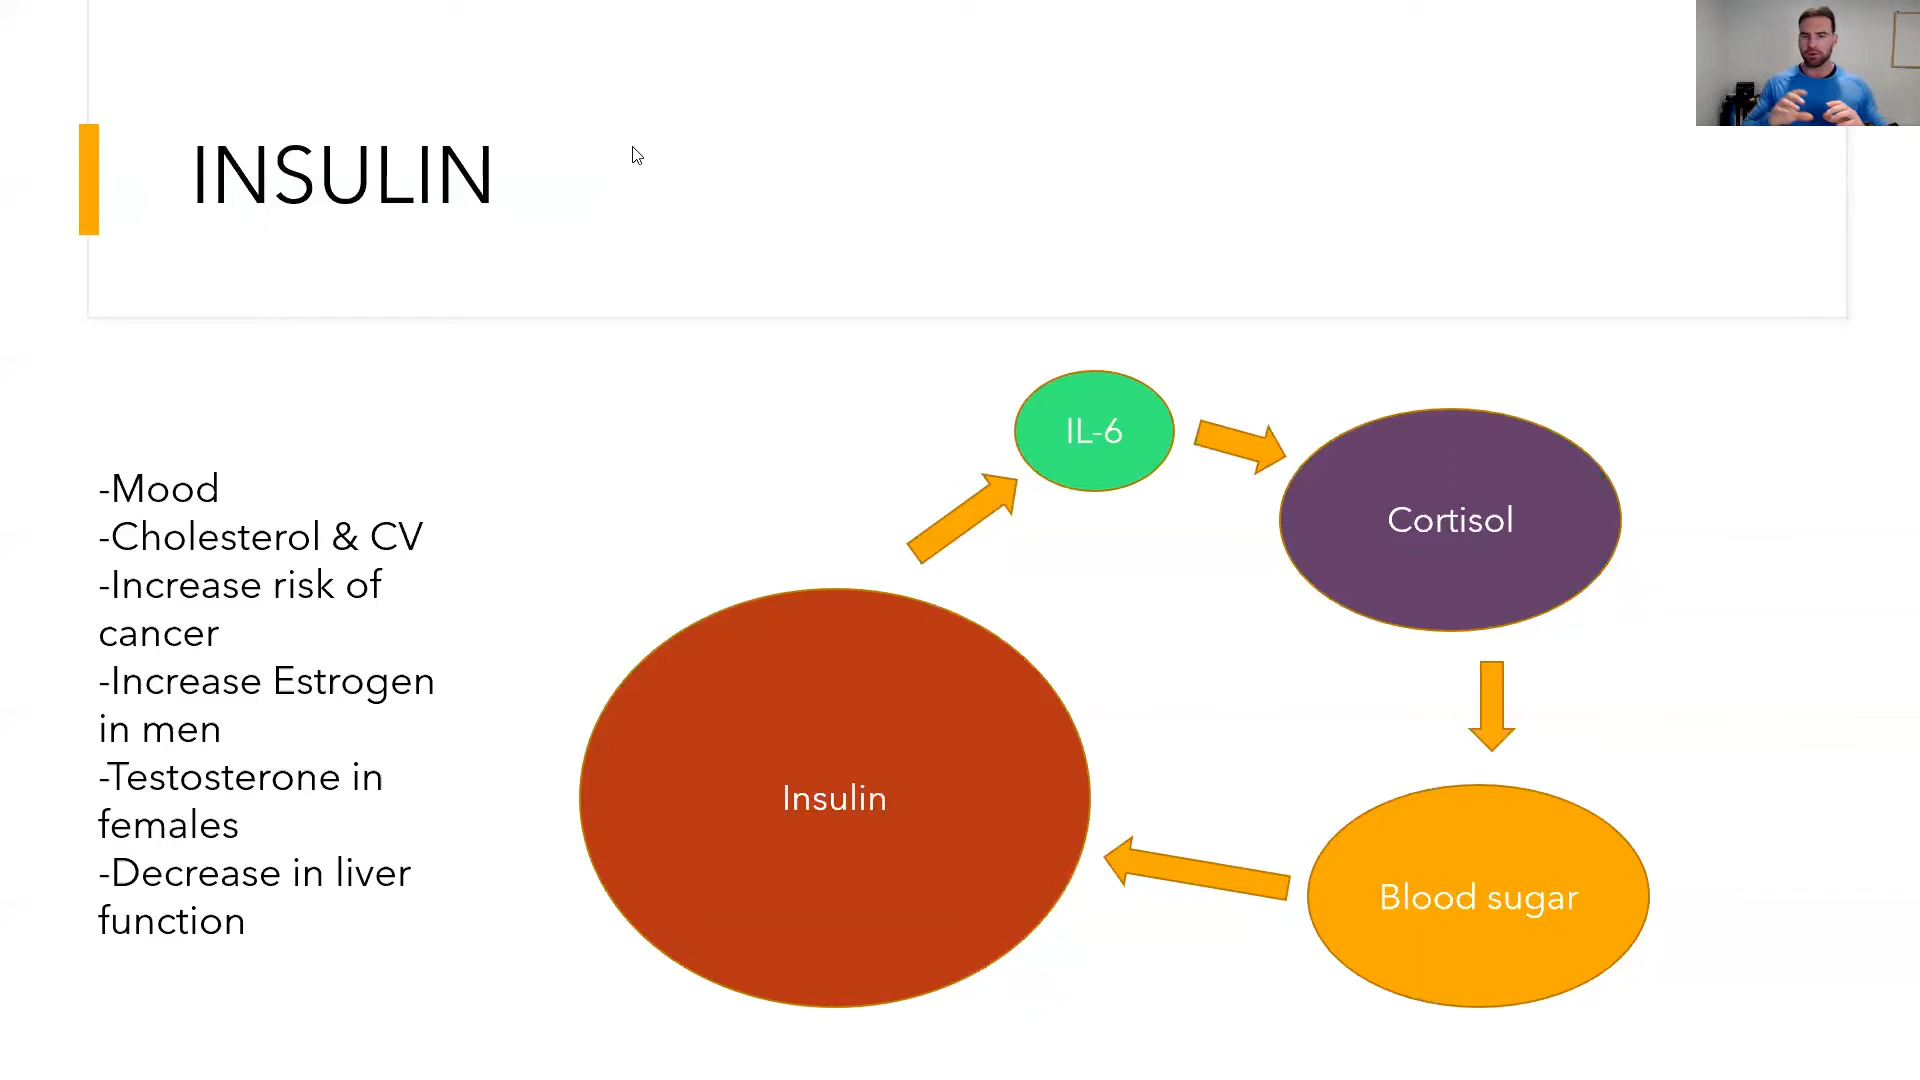 INSULIN
IL-6
Cortisol
-Mood
-Cholesterol & CV
-Increase risk of
cancer
-Increase Estrogen
in men
-Testosterone in
females
-Decrease in liver
function
Insulin
Blood sugar